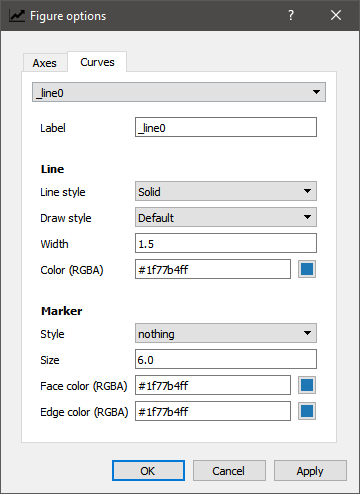 Figure options
?
Axes
Curves
_line0
Label
_line0
Line
Line style
Solid
Draw style
Default
Width
1.5
Color (RGBA)
#1f77b4ff
Marker
Style
nothing
Size
6.0
Face color (RGBA)
#1f77b4ff
Edge color (RGBA)
#1f77b4ff
OK
Cancel
Apply